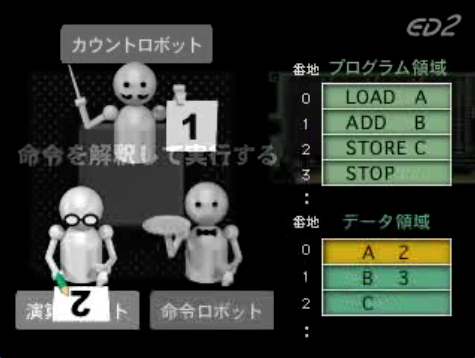 ED2
カウントロボット
1
命令を解釈して実行する
2
演算 ト
命令ロボット
番地 プログラム領域
0 LOAD A
1 ADD B
2 STORE C
3 STOP
:
番地 データ領域
0 A 2
1 B 3
2 C
: